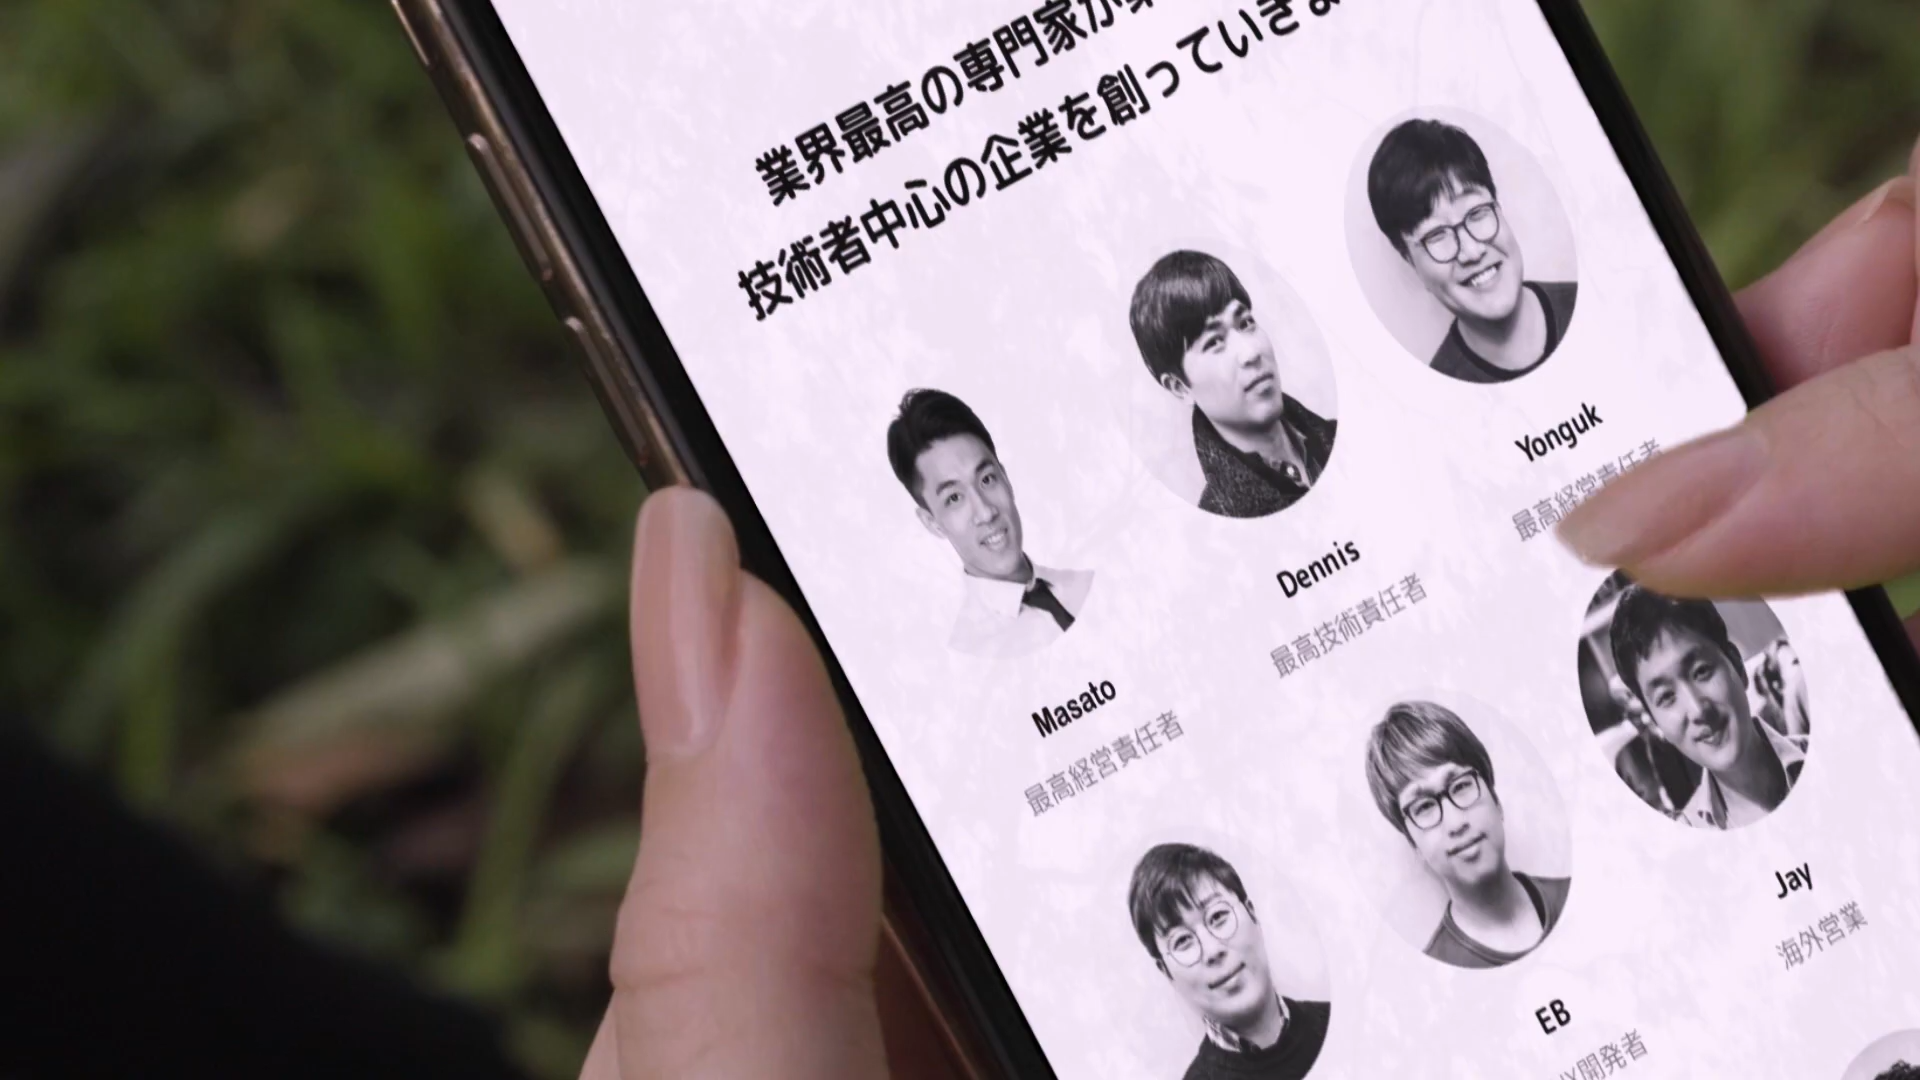 業界最高の専門家が
技術者中心の企業を創っていきま
Masato
最高経営責任者
Dennis
最高技術責任者
Yonguk
最高経営責任者
EB
開発者
Jay
海外営業